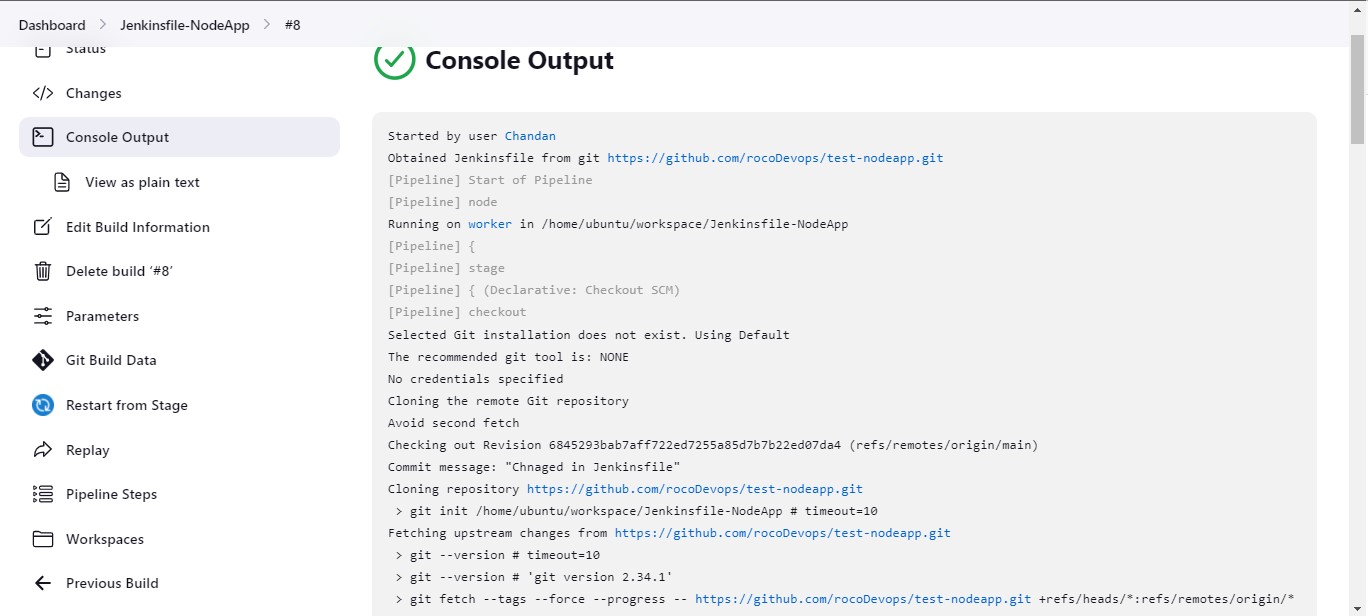 Dashboard > Jenkinsfile-NodeApp > #8
Status
Changes
Console Output
View as plain text
Edit Build Information
Delete build '#8'
Parameters
Git Build Data
Restart from Stage
Replay
Pipeline Steps
Workspaces
Previous Build
Console Output
Started by user Chandan
Obtained Jenkinsfile from git https://github.com/rocoDevops/test-nodeapp.git
[Pipeline] Start of Pipeline
[Pipeline] node
Running on worker in /home/ubuntu/workspace/Jenkinsfile-NodeApp
[Pipeline] {
[Pipeline] stage
[Pipeline] { (Declarative: Checkout SCM)
[Pipeline] checkout
Selected Git installation does not exist. Using Default
The recommended git tool is: NONE
No credentials specified
Cloning the remote Git repository
Avoid second fetch
Checking out Revision 6845293bab7aff722ed7255a85d7b7b22ed07da4 (refs/remotes/origin/main)
Commit message: "Chnaged in Jenkinsfile"
Cloning repository https://github.com/rocoDevops/test-nodeapp.git
> git init /home/ubuntu/workspace/Jenkinsfile-NodeApp # timeout=10
Fetching upstream changes from https://github.com/rocoDevops/test-nodeapp.git
> git --version # timeout=10
> git --version # 'git version 2.34.1'
> git fetch --tags --force --progress -- https://github.com/rocoDevops/test-nodeapp.git +refs/heads/*:refs/remotes/origin/*